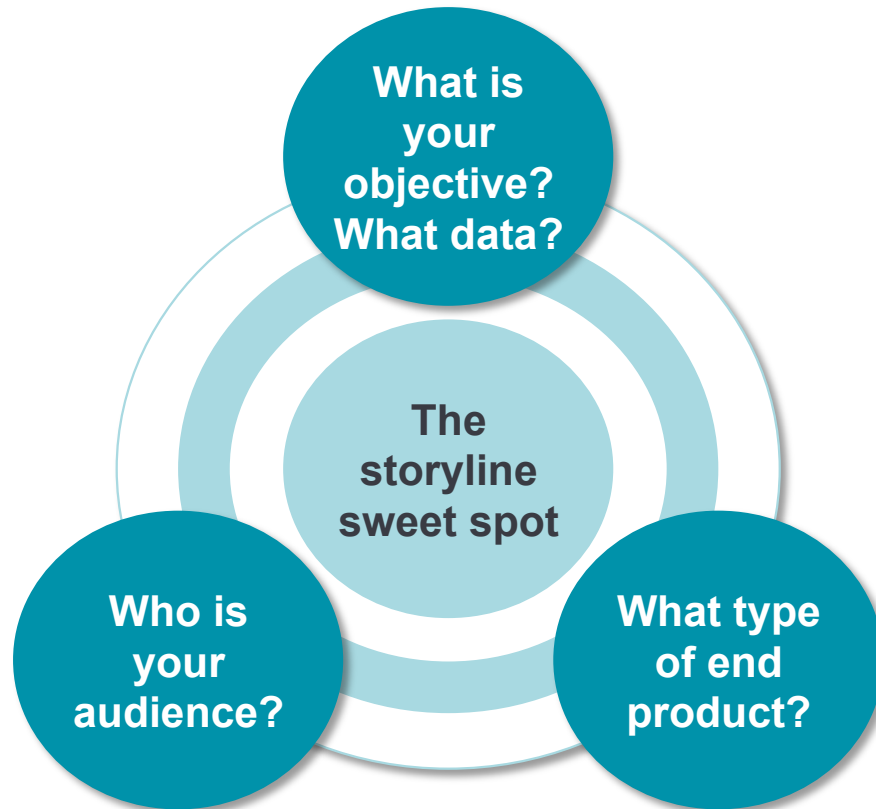 What is
your
objective?
What data?
The
storyline
sweet spot
Who is
your
audience?
What type
of end
product?